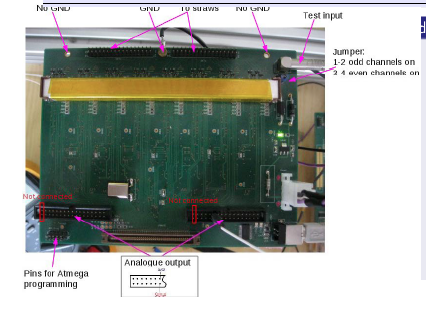 No GND
GND
To straws
No GND
Test input
Jumper:
1-2 odd channels on
3-4 even channels on
Not connected
Not connected
Pins for Atmega
programming
Analogue output